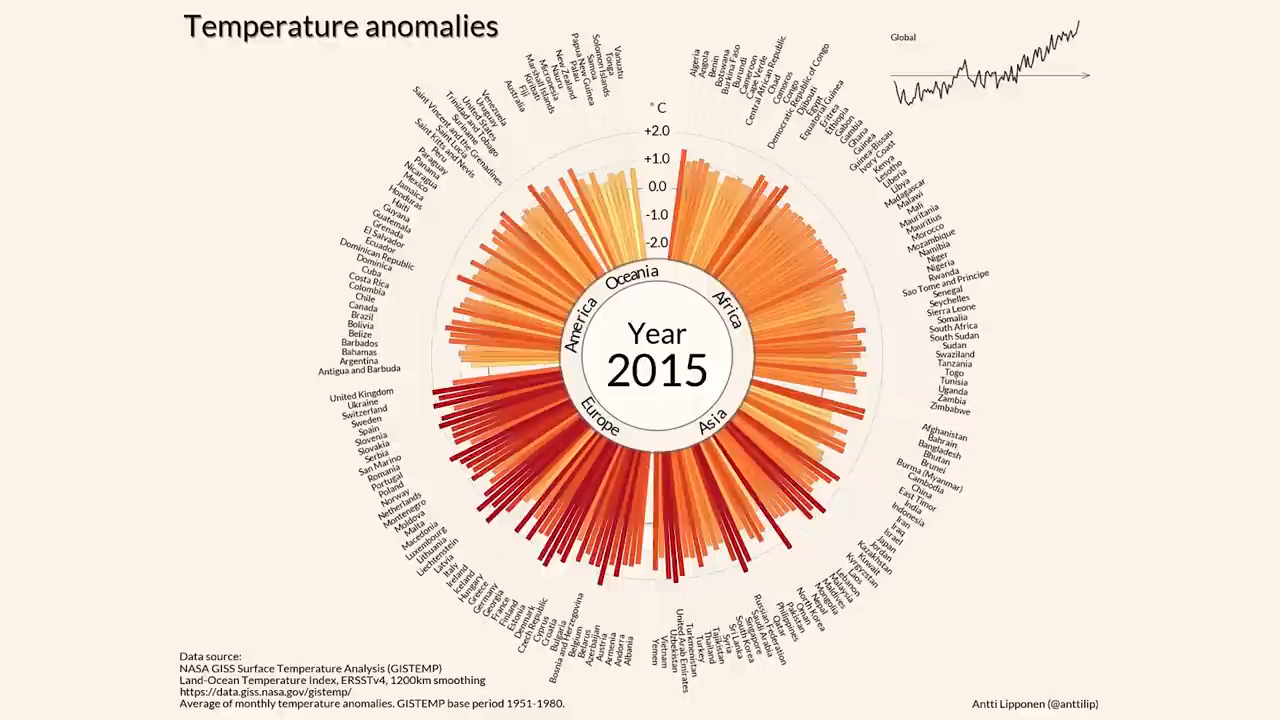 Temperature anomalies
Global
°C
+2.0
+1.0
0.0
-1.0
-2.0
Year
2015
Africa
Asia
Europe
America
Oceania
Algeria
Angola
Benin
Botswana
Burkina Faso
Burundi
Cameroon
Cape Verde
Central African Republic
Chad
Comoros
Congo
Democratic Republic of Congo
Djibouti
Egypt
Equatorial Guinea
Eritrea
Ethiopia
Gabon
Gambia
Ghana
Guinea
Guinea-Bissau
Ivory Coast
Kenya
Lesotho
Liberia
Libya
Madagascar
Malawi
Mali
Mauritania
Mauritius
Morocco
Mozambique
Namibia
Niger
Nigeria
Rwanda
Sao Tome and Principe
Senegal
Seychelles
Sierra Leone
Somalia
South Africa
South Sudan
Sudan
Swaziland
Tanzania
Togo
Tunisia
Uganda
Zambia
Zimbabwe
Afghanistan
Bahrain
Bangladesh
Bhutan
Brunei
Burma (Myanmar)
Cambodia
China
East Timor
India
Indonesia
Iran
Iraq
Israel
Japan
Jordan
Kazakhstan
Kuwait
Kyrgyzstan
Laos
Lebanon
Malaysia
Maldives
Mongolia
Nepal
North Korea
Oman
Pakistan
Philippines
Qatar
Russian Federation
Saudi Arabia
Singapore
South Korea
Sri Lanka
Syria
Tajikistan
Thailand
Turkey
Turkmenistan
United Arab Emirates
Uzbekistan
Vietnam
Yemen
Albania
Andorra
Armenia
Austria
Azerbaijan
Belarus
Belgium
Bosnia and Herzegovina
Bulgaria
Croatia
Cyprus
Czech Republic
Denmark
Estonia
Finland
France
Georgia
Germany
Greece
Hungary
Iceland
Ireland
Italy
Latvia
Liechtenstein
Lithuania
Luxembourg
Macedonia
Malta
Moldova
Montenegro
Netherlands
Norway
Poland
Portugal
Romania
San Marino
Serbia
Slovakia
Slovenia
Spain
Sweden
Switzerland
Ukraine
United Kingdom
Antigua and Barbuda
Argentina
Bahamas
Barbados
Belize
Bolivia
Brazil
Canada
Chile
Colombia
Costa Rica
Cuba
Dominica
Dominican Republic
Ecuador
El Salvador
Grenada
Guatemala
Guyana
Haiti
Honduras
Jamaica
Mexico
Nicaragua
Panama
Paraguay
Peru
Saint Kitts and Nevis
Saint Lucia
Saint Vincent and the Grenadines
Suriname
Trinidad and Tobago
United States
Uruguay
Venezuela
Australia
Fiji
Kiribati
Marshall Islands
Micronesia
Nauru
New Zealand
Palau
Papua New Guinea
Samoa
Solomon Islands
Tonga
Vanuatu
Data source:
NASA GISS Surface Temperature Analysis (GISTEMP)
Land-Ocean Temperature Index, ERSSTv4, 1200km smoothing
https://data.giss.nasa.gov/gistemp/
Average of monthly temperature anomalies. GISTEMP base period 1951-1980.
Antti Lipponen (@anttilip)